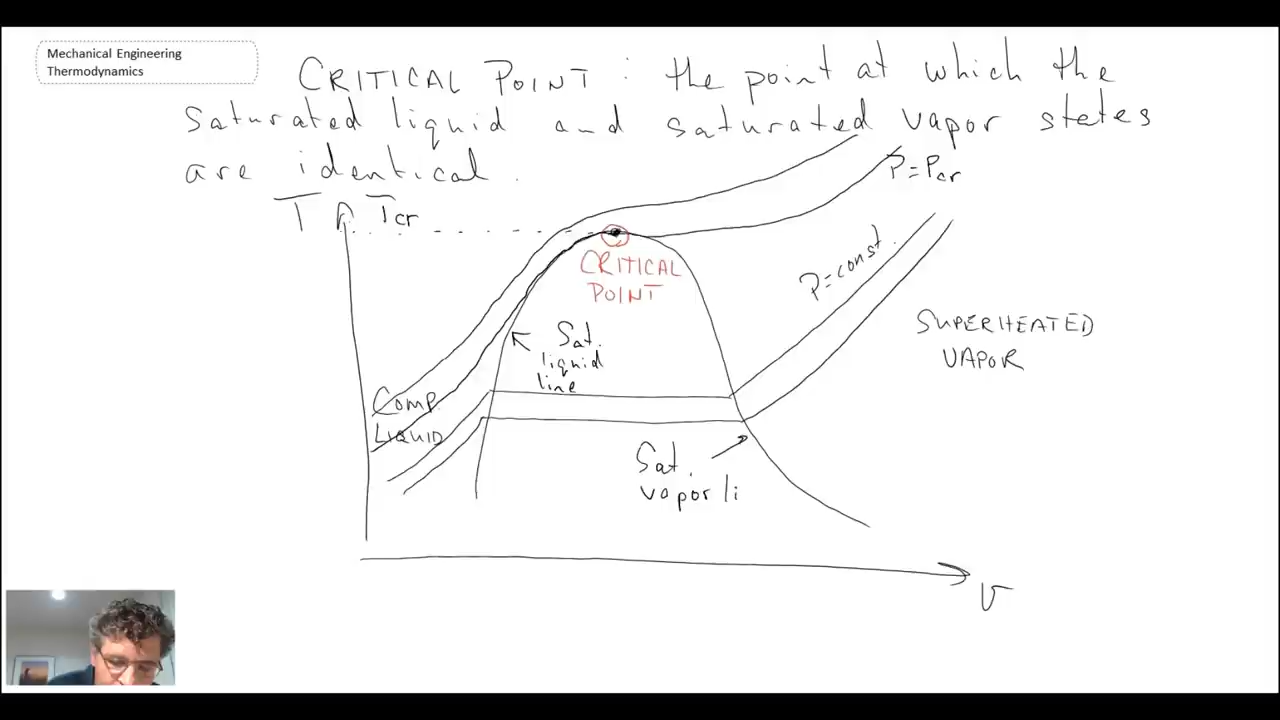 Mechanical Engineering
Thermodynamics
CRITICAL POINT : the point at which the
saturated liquid and saturated vapor states
are identical.
T
Tcr
P=Pcr
CRITICAL
POINT
P=const.
Sat.
liquid
line
SUPERHEATED
VAPOR
Comp.
LIQUID
Sat.
vapor li
v